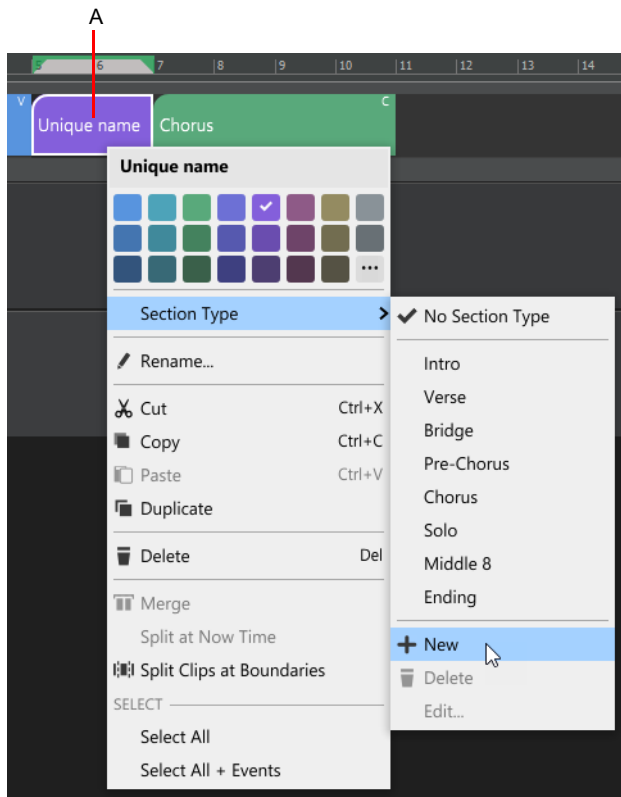 A
5 6 7 8 9 10 11 12 13 14
V Unique name Chorus C
Unique name
Section Type
Rename...
Cut Ctrl+X
Copy Ctrl+C
Paste Ctrl+V
Duplicate
Delete Del
Merge
Split at Now Time
Split Clips at Boundaries
SELECT
Select All
Select All + Events
No Section Type
Intro
Verse
Bridge
Pre-Chorus
Chorus
Solo
Middle 8
Ending
New
Delete
Edit...